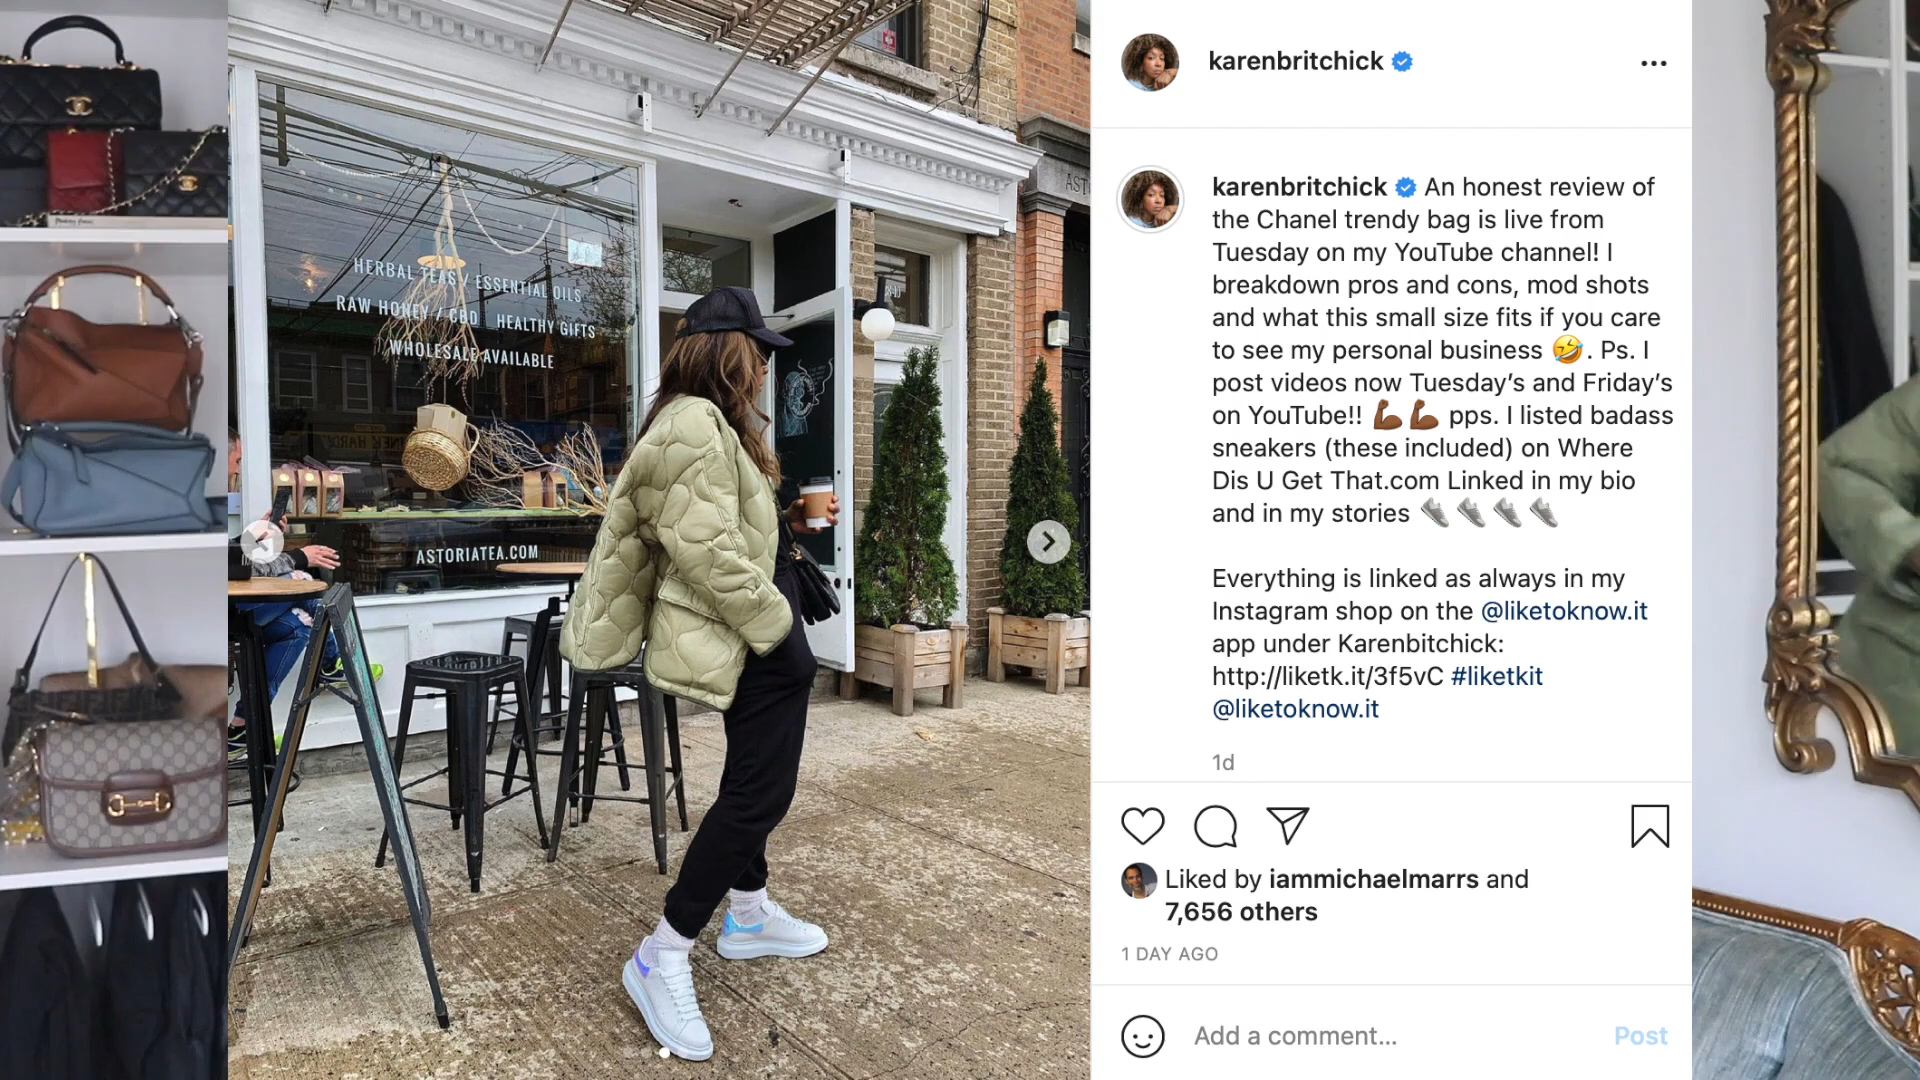 HERBAL TEAS / ESSENTIAL OILS
RAW HONEY / CBD HEALTHY GIFTS
WHOLESALE AVAILABLE
ASTORIATEA.COM
AST
karenbritchick
karenbritchick An honest review of
the Chanel trendy bag is live from
Tuesday on my YouTube channel! I
breakdown pros and cons, mod shots
and what this small size fits if you care
to see my personal business 🤣. Ps. I
post videos now Tuesday’s and Friday’s
on YouTube!! 💪🏾💪🏾 pps. I listed badass
sneakers (these included) on Where
Dis U Get That.com Linked in my bio
and in my stories 👟👟👟👟
Everything is linked as always in my
Instagram shop on the @liketoknow.it
app under Karenbitchick:
http://liketk.it/3f5vC #liketkit
@liketoknow.it
1d
Liked by iammichaelmarrs and
7,656 others
1 DAY AGO
Add a comment...
Post